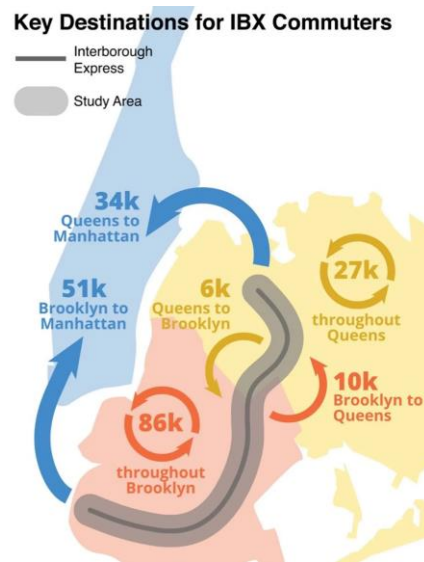 Key Destinations for IBX Commuters
Interborough
Express
Study Area
34k
Queens to
Manhattan
51k
Brooklyn to
Manhattan
6k
Queens to
Brooklyn
27k
throughout
Queens
10k
Brooklyn to
Queens
86k
throughout
Brooklyn